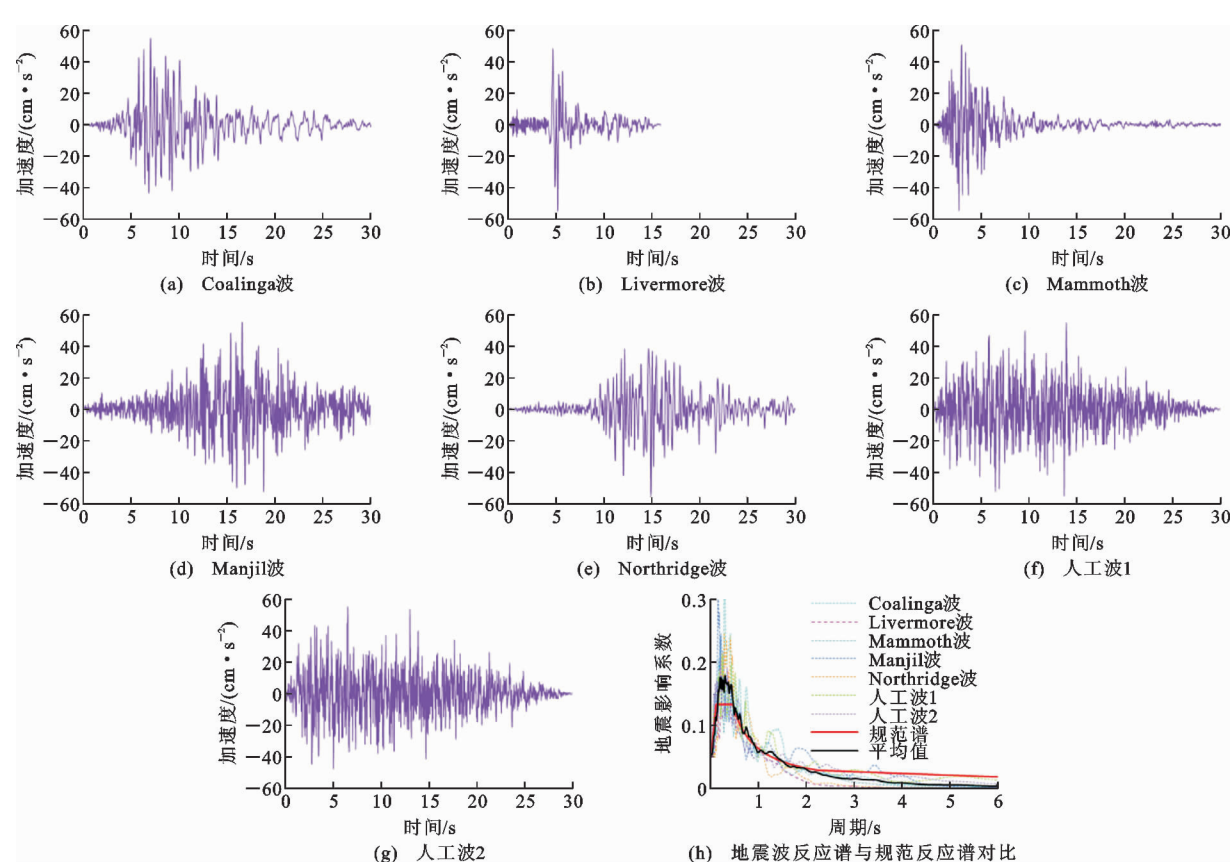 60
40
20
0
−20
−40
−60
加速度/(cm·s⁻²)
0 5 10 15 20 25 30
时间/s
(a) Coalinga波
60
40
20
0
−20
−40
−60
加速度/(cm·s⁻²)
0 5 10 15 20 25 30
时间/s
(b) Livermore波
60
40
20
0
−20
−40
−60
加速度/(cm·s⁻²)
0 5 10 15 20 25 30
时间/s
(c) Mammoth波
60
40
20
0
−20
−40
−60
加速度/(cm·s⁻²)
0 5 10 15 20 25 30
时间/s
(d) Manjil波
60
40
20
0
−20
−40
−60
加速度/(cm·s⁻²)
0 5 10 15 20 25 30
时间/s
(e) Northridge波
60
40
20
0
−20
−40
−60
加速度/(cm·s⁻²)
0 5 10 15 20 25 30
时间/s
(f) 人工波1
60
40
20
0
−20
−40
−60
加速度/(cm·s⁻²)
0 5 10 15 20 25 30
时间/s
(g) 人工波2
0.3
0.2
0.1
0
地震影响系数
Coalinga波
Livermore波
Mammoth波
Manjil波
Northridge波
人工波1
人工波2
规范谱
平均值
1 2 3 4 5 6
周期/s
(h) 地震波反应谱与规范反应谱对比